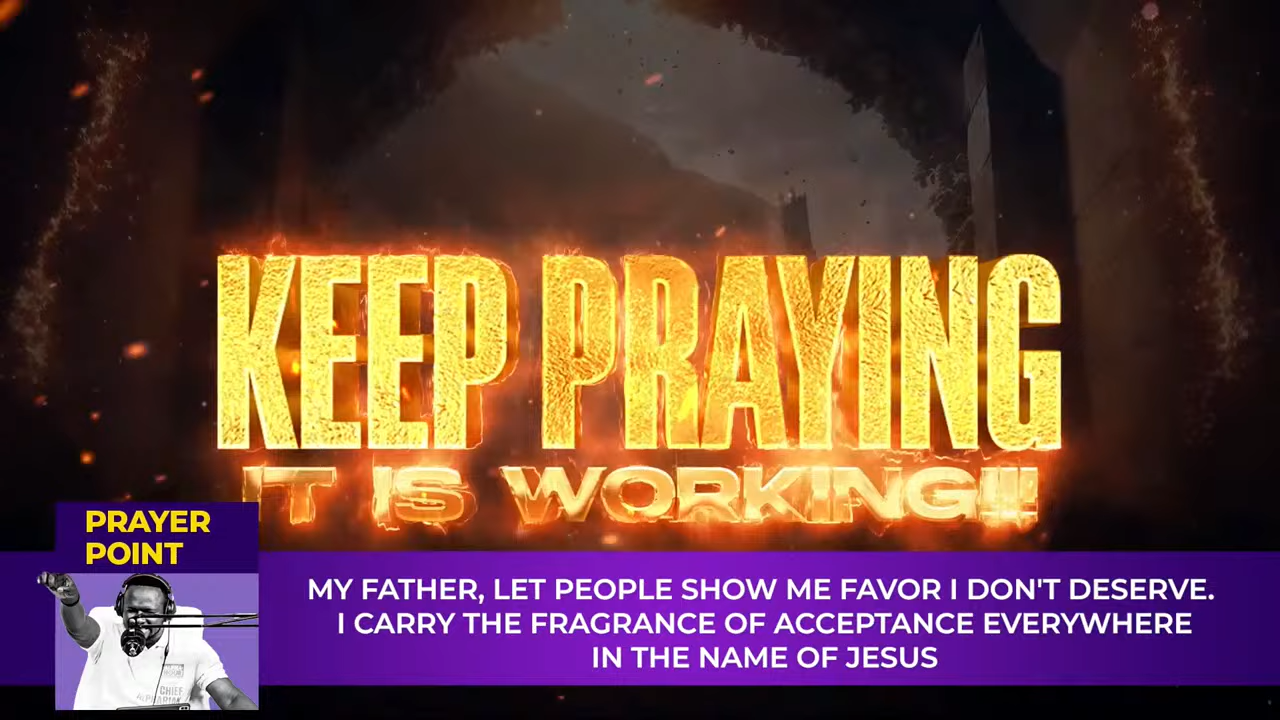 KEEP PRAYING
IT IS WORKING!!!
PRAYER
POINT
MY FATHER, LET PEOPLE SHOW ME FAVOR I DON'T DESERVE.
I CARRY THE FRAGRANCE OF ACCEPTANCE EVERYWHERE
IN THE NAME OF JESUS
CHIEF